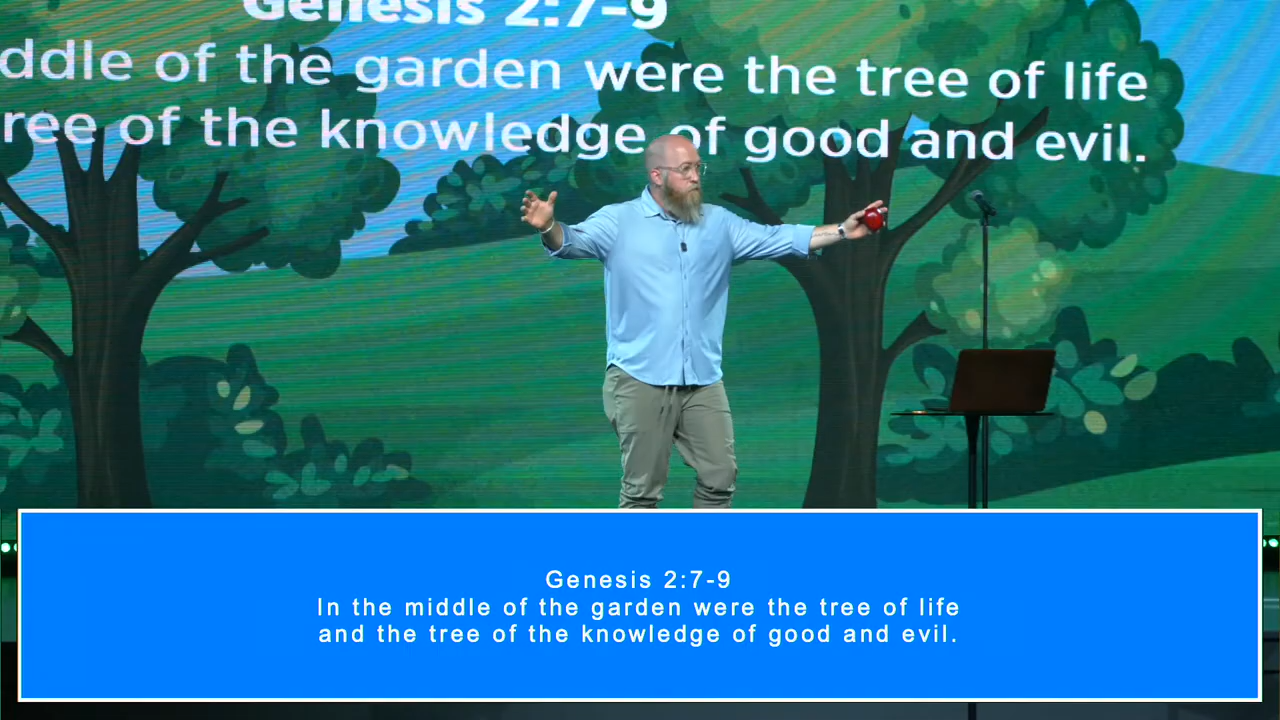 Genesis 2:7-9
ddle of the garden were the tree of life
ree of the knowledge of good and evil.
Genesis 2:7-9
In the middle of the garden were the tree of life
and the tree of the knowledge of good and evil.